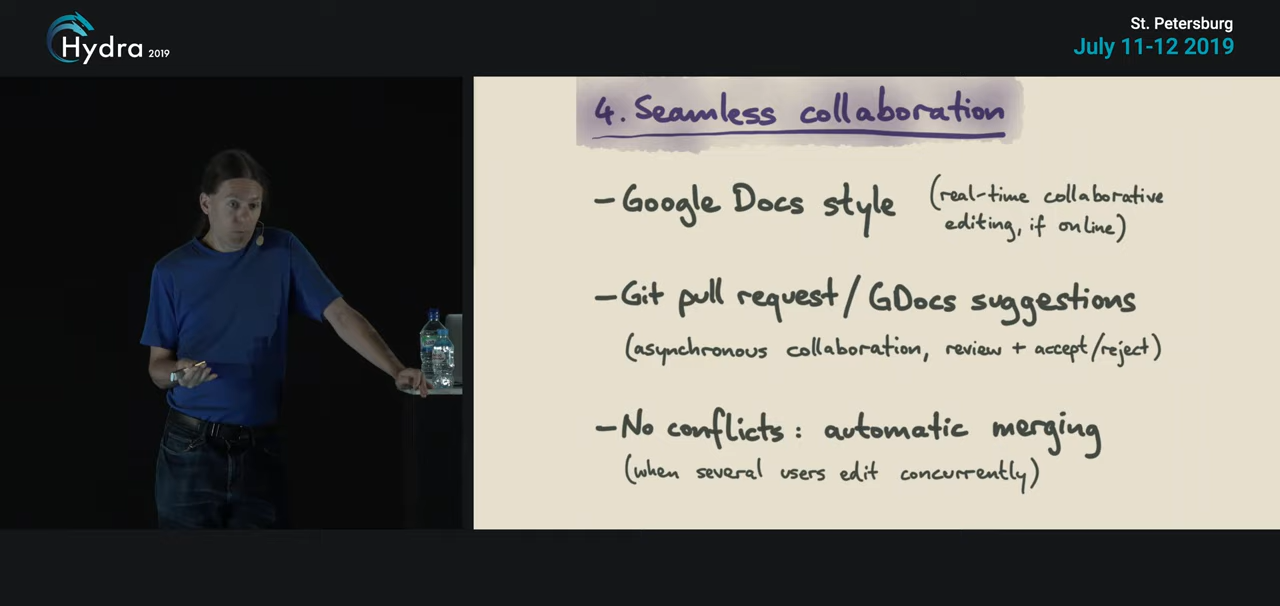 Hydra 2019
St. Petersburg
July 11-12 2019
4. Seamless collaboration
– Google Docs style (real-time collaborative
editing, if online)
– Git pull request / GDocs suggestions
(asynchronous collaboration, review + accept/reject)
– No conflicts : automatic merging
(when several users edit concurrently)